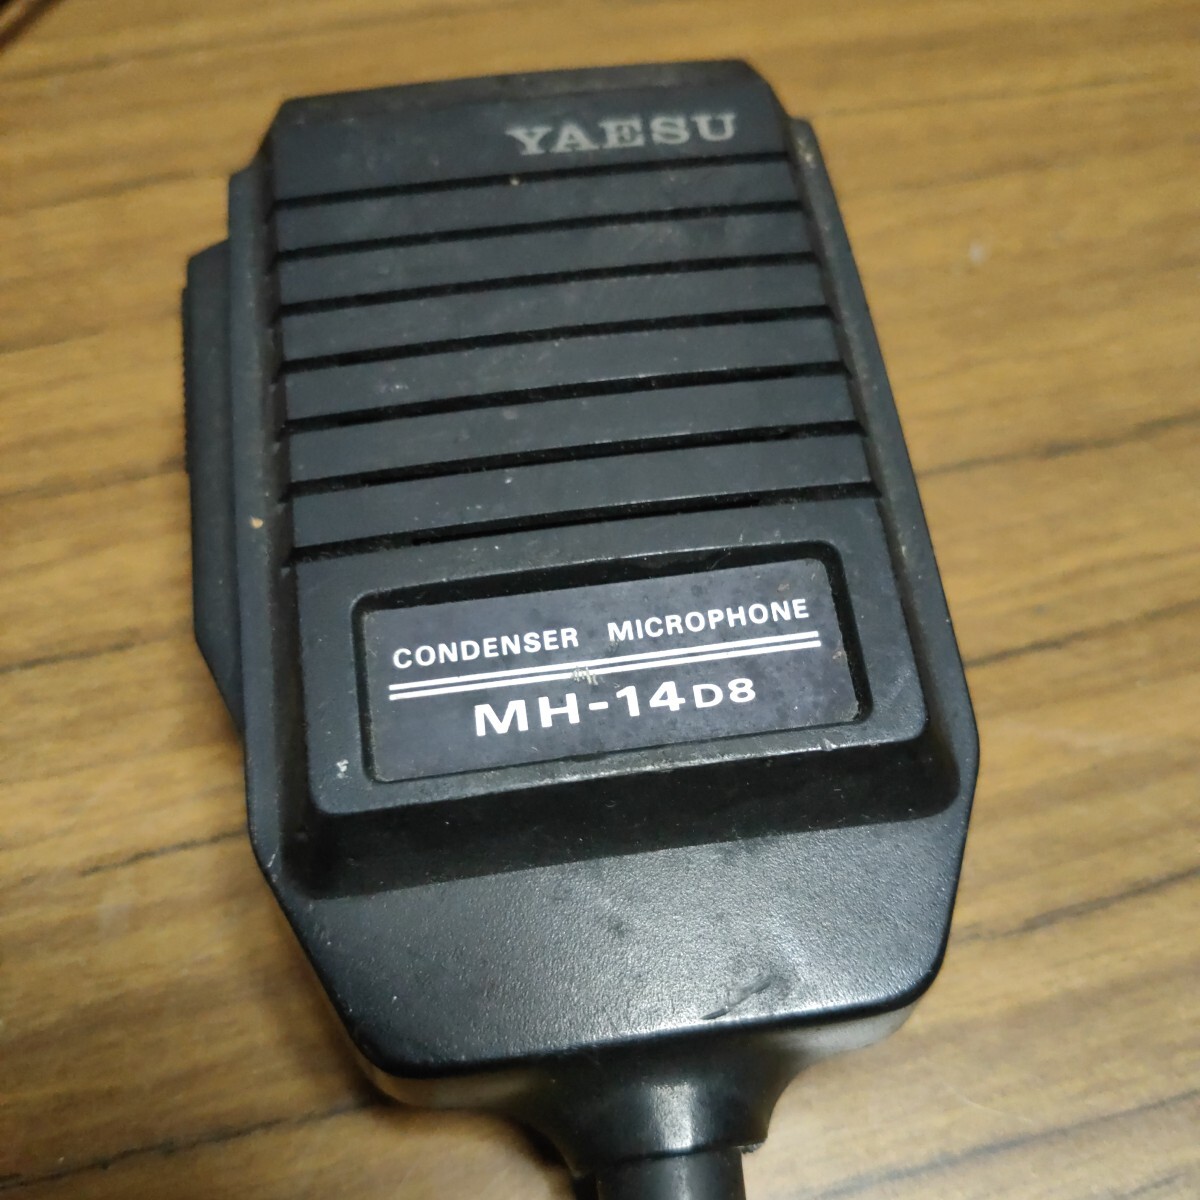 YAESU
CONDENSER MICROPHONE
MH-14D8